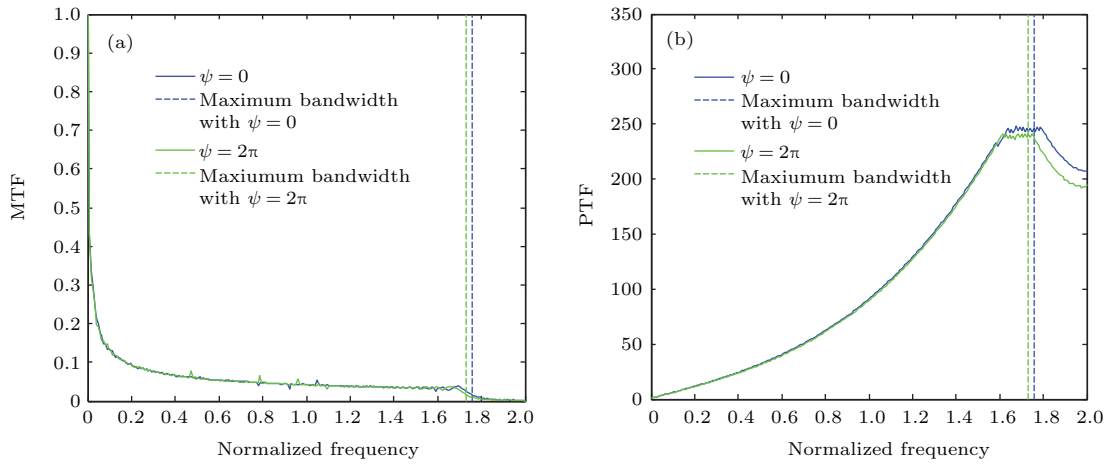 (a)
ψ = 0
Maximum bandwidth
with ψ = 0
ψ = 2π
Maxiumum bandwidth
with ψ = 2π
MTF
1.0
0.9
0.8
0.7
0.6
0.5
0.4
0.3
0.2
0.1
0
0 0.2 0.4 0.6 0.8 1.0 1.2 1.4 1.6 1.8 2.0
Normalized frequency
(b)
ψ = 0
Maximum bandwidth
with ψ = 0
ψ = 2π
Maxiumum bandwidth
with ψ = 2π
PTF
350
300
250
200
150
100
50
0
0 0.2 0.4 0.6 0.8 1.0 1.2 1.4 1.6 1.8 2.0
Normalized frequency